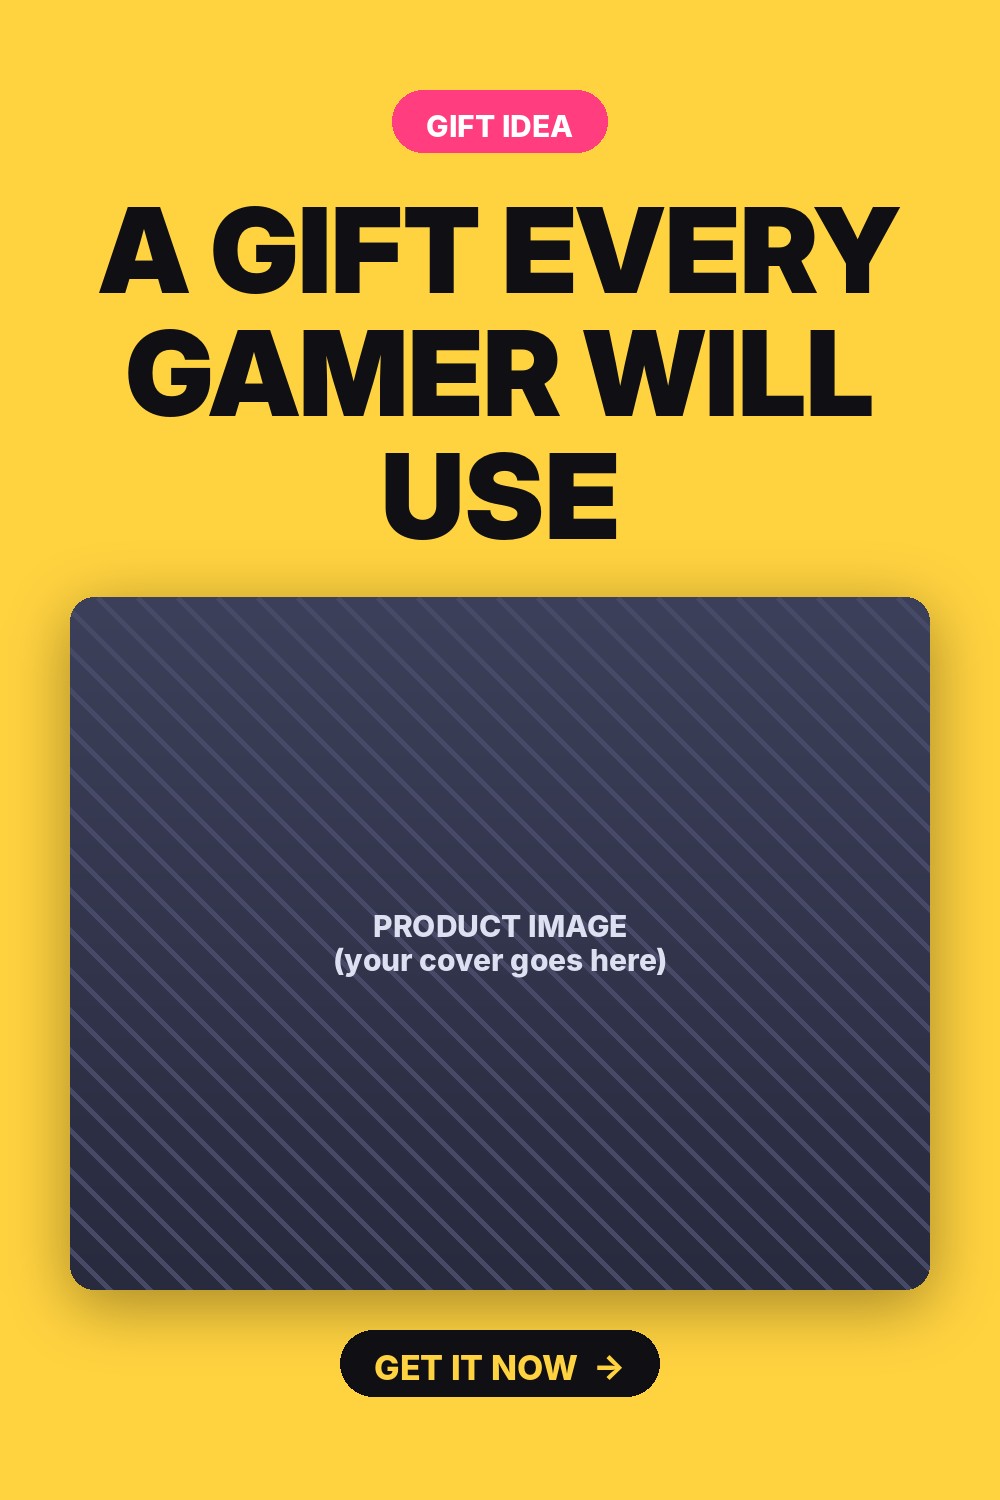 GIFT IDEA
A GIFT EVERY
GAMER WILL
USE
PRODUCT IMAGE
(your cover goes here)
GET IT NOW →